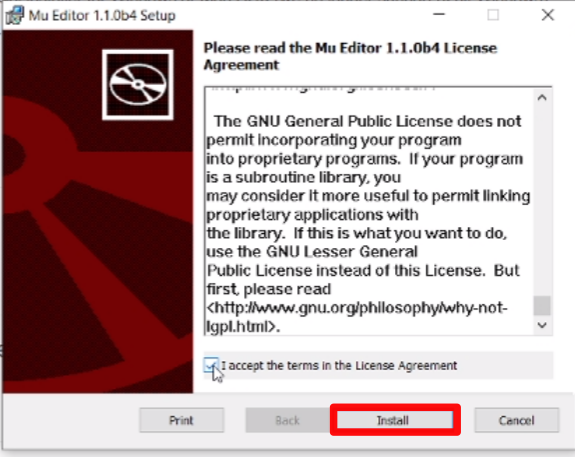 Mu Editor 1.1.0b4 Setup
Please read the Mu Editor 1.1.0b4 License
Agreement
The GNU General Public License does not
permit incorporating your program
into proprietary programs.  If your program
is a subroutine library, you
may consider it more useful to permit linking
proprietary applications with
the library.  If this is what you want to do,
use the GNU Lesser General
Public License instead of this License.  But
first, please read
<http://www.gnu.org/philosophy/why-not-
lgpl.html>.
I accept the terms in the License Agreement
Print
Back
Install
Cancel